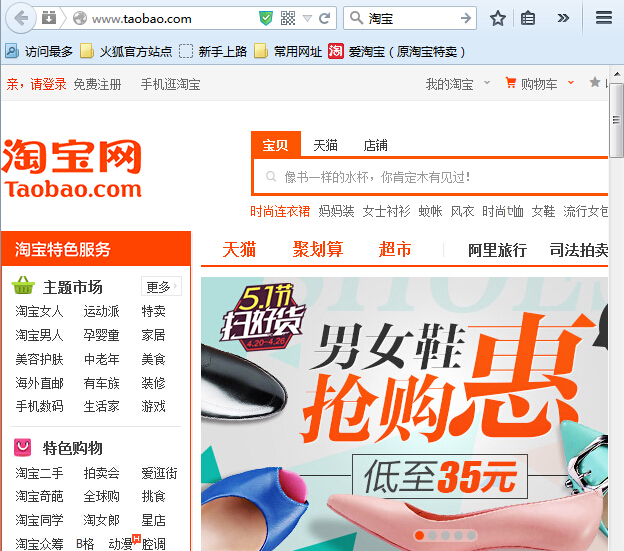 www.taobao.com 淘宝
访问最多 火狐官方站点 新手上路 常用网址 淘 爱淘宝（原淘宝特卖）
亲，请登录 免费注册 手机逛淘宝 我的淘宝 购物车
宝贝 天猫 店铺
淘宝网
Taobao.com
像书一样的水杯，你肯定木有见过！
时尚连衣裙 妈妈装 女士衬衫 蚊帐 风衣 时尚t恤 女鞋 流行女包
淘宝特色服务
天猫 聚划算 超市 阿里旅行 司法拍卖
主题市场 更多
淘宝女人 运动派 特卖
淘宝男人 孕婴童 家居
美容护肤 中老年 美食
海外直邮 有车族 装修
手机数码 生活家 游戏
特色购物
淘宝二手 拍卖会 爱逛街
淘宝奇葩 全球购 挑食
淘宝同学 淘女郎 星店
淘宝众筹 B格 动漫 H 腔调
SHOES
5.1节
扫好货
4.20-4.26
男女鞋
抢购惠
低至35元